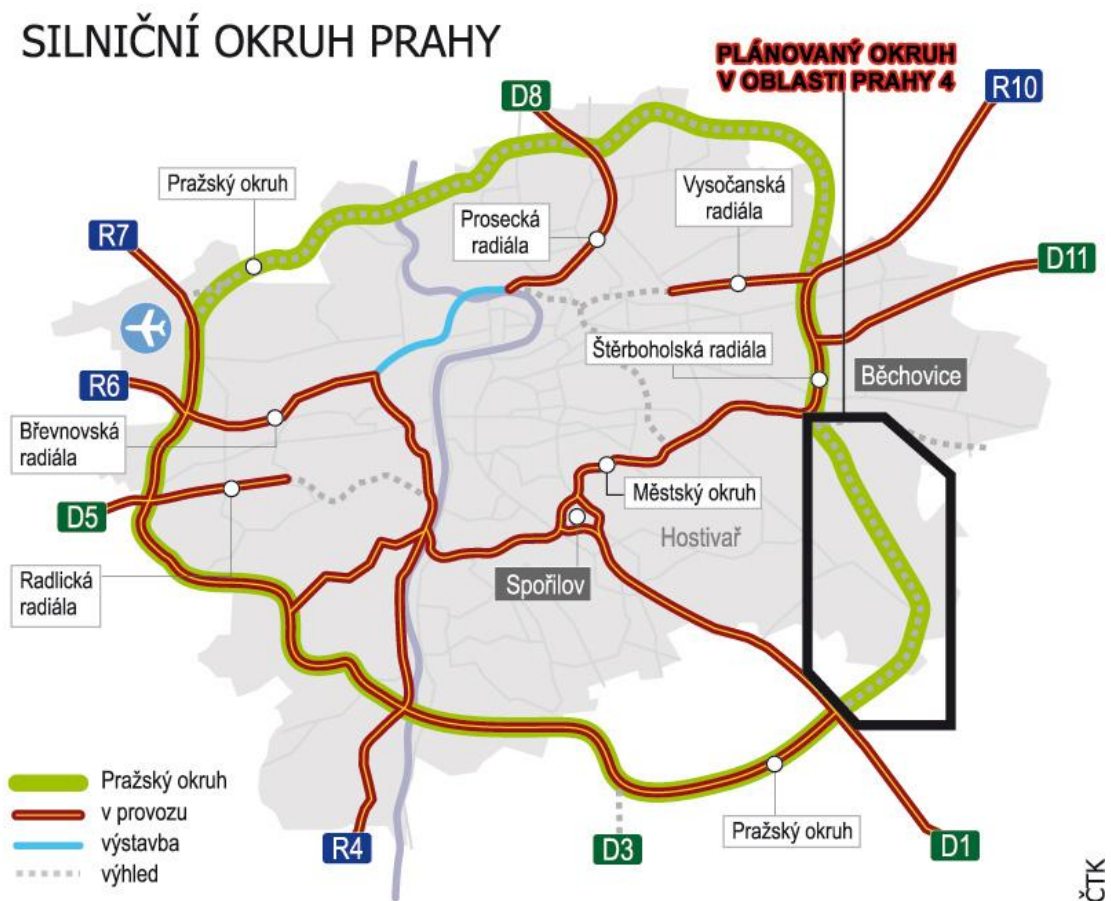 SILNIČNÍ OKRUH PRAHY
PLÁNOVANÝ OKRUH
V OBLASTI PRAHY 4
D8
R10
Pražský okruh
Vysočanská
radiála
Prosecká
radiála
R7
D11
Štěrboholská radiála
Běchovice
R6
Břevnovská
radiála
Městský okruh
D5
Hostivař
Radlická
radiála
Spořilov
Pražský okruh
v provozu
výstavba
výhled
R4
D3
Pražský okruh
D1
ČTK